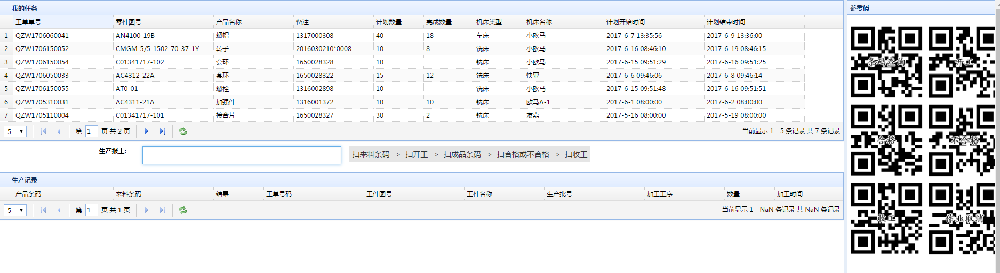 我的任务
工单单号 零件图号 产品名称 备注 计划数量 完成数量 机床类型 机床名称 计划开始时间 计划结束时间
1 QZW1706060041 AN4100-19B 螺帽 1317000308 40 18 车床 小欧马 2017-6-7 13:35:56 2017-6-9 13:36:00
2 QZW1706150052 CMGM-5/5-1502-70-37-1Y 转子 2016030210*0008 10 8 铣床 小欧马 2017-6-16 08:46:10 2017-6-19 08:46:15
3 QZW1706150054 C01341717-102 套环 1650028328 10 铣床 小欧马 2017-6-15 09:51:29 2017-6-16 09:51:25
4 QZW1706050033 AC4312-22A 套环 1650028322 15 12 铣床 快亚 2017-6-6 09:46:06 2017-6-8 09:46:14
5 QZW1706150055 AT0-01 螺栓 1316002898 10 铣床 小欧马 2017-6-15 09:51:48 2017-6-16 09:51:51
6 QZW1705310031 AC4311-21A 加强件 1316001372 10 10 铣床 欧马A-1 2017-6-1 08:00:00 2017-6-2 08:00:00
7 QZW1705110004 C01341717-101 接合片 1650028327 30 2 铣床 友嘉 2017-5-16 08:00:00 2017-5-19 08:00:00
5 第 1 页 共 2 页 当前显示 1 - 5 条记录 共 7 条记录
生产报工: 扫来料条码--> 扫开工--> 扫成品条码--> 扫合格或不合格--> 扫收工
生产记录
产品条码 来料条码 结果 工单号码 工件图号 工件名称 生产批号 加工工序 数量 加工时间
5 第 1 页 共 1 页 当前显示 1 - NaN 条记录 共 NaN 条记录
参考码
条码查询 开工
合格 不合格
收工 作业取消